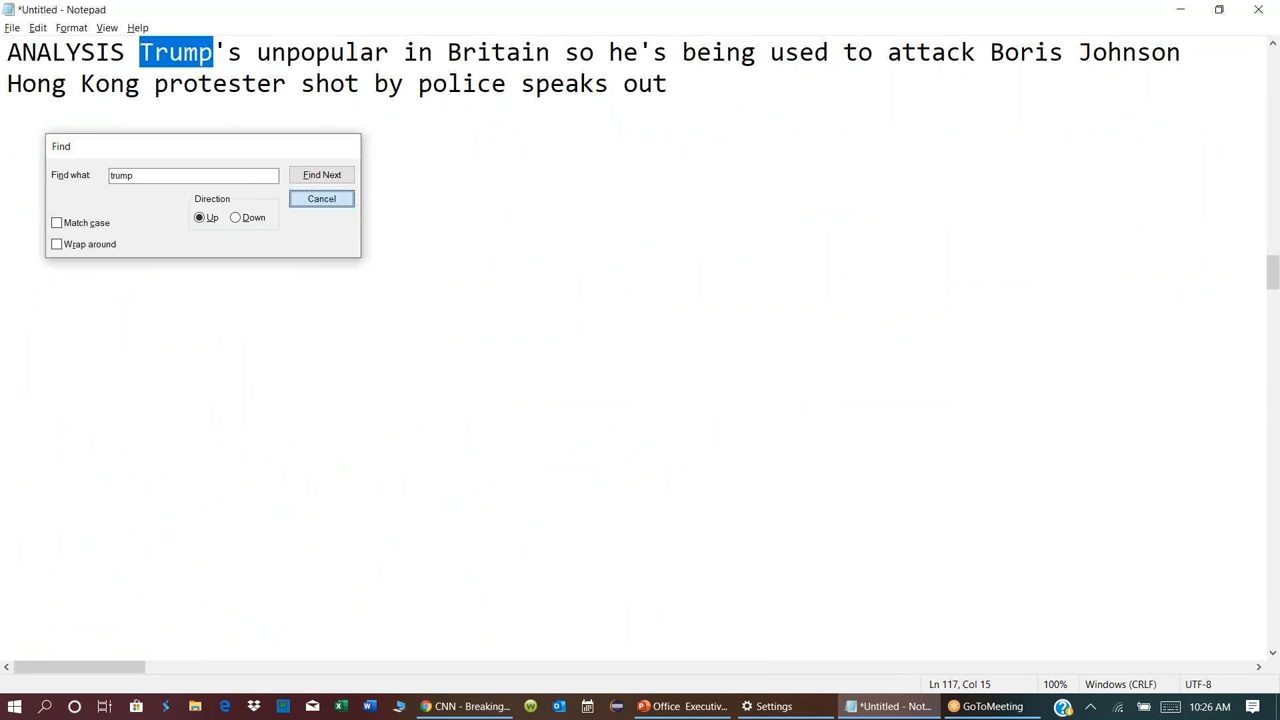 *Untitled - Notepad
File Edit Format View Help
ANALYSIS Trump's unpopular in Britain so he's being used to attack Boris Johnson
Hong Kong protester shot by police speaks out
Find
Find what: trump Find Next
Direction Cancel
Up Down
Match case
Wrap around
Ln 117, Col 15 100% Windows (CRLF) UTF-8
CNN - Breaking... Office Executiv... Settings *Untitled - Not... GoToMeeting 10:26 AM